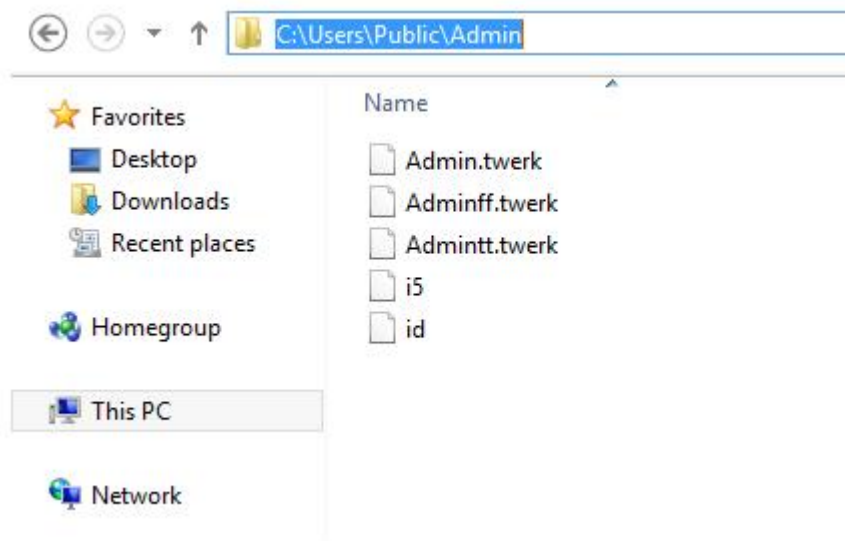 C:\Users\Public\Admin
Name
Favorites
Desktop
Downloads
Recent places
Homegroup
This PC
Network
Admin.twerk
Adminff.twerk
Admintt.twerk
i5
id